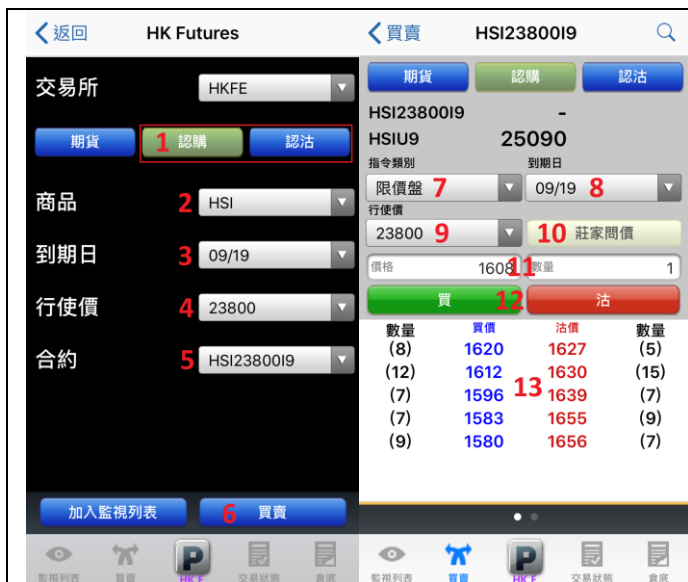 返回 HK Futures
交易所 HKFE
期貨 1 認購 認沽
商品 2 HSI
到期日 3 09/19
行使價 4 23800
合約 5 HSI23800I9
加入監視列表 6 買賣
監視列表 買賣 HK F 交易狀態 倉底
買賣 HSI23800I9
期貨 認購 認沽
HSI23800I9 -
HSIU9 25090
指令類別 到期日
限價盤 7 09/19 8
行使價
23800 9 10 莊家問價
價格 1608 11 數量 1
買 12 沽
數量 買價 沽價 數量
(8) 1620 1627 (5)
(12) 1612 1630 (15)
(7) 1596 13 1639 (7)
(7) 1583 1655 (9)
(9) 1580 1656 (7)
監視列表 買賣 HK F 交易狀態 倉底